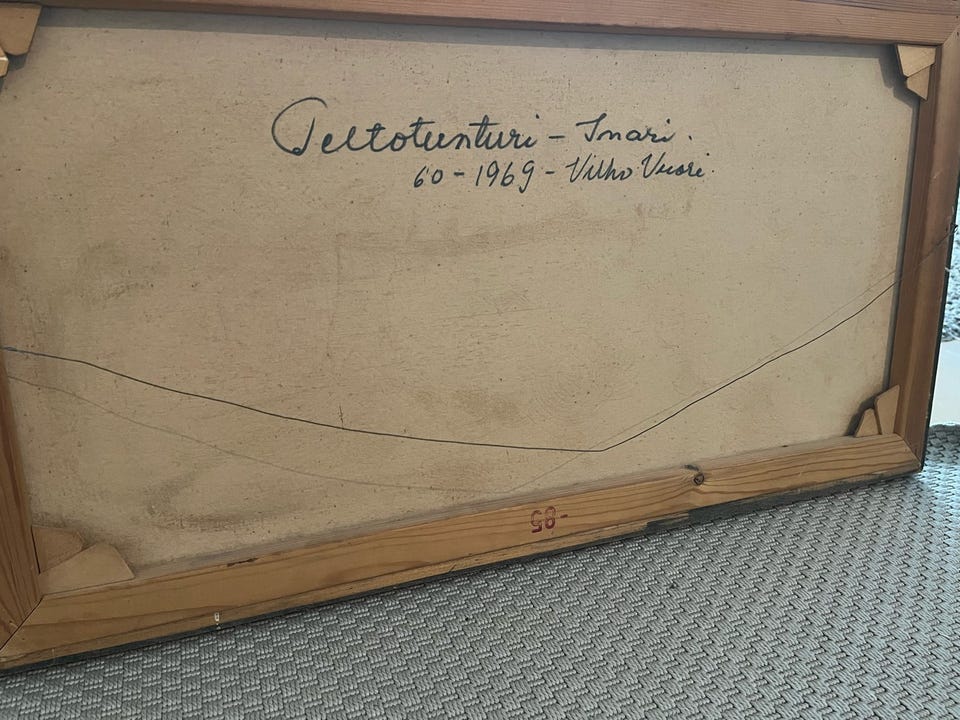 Peltotunturi - Inari.
60 - 1969 - Vilho Vuori.
85 -